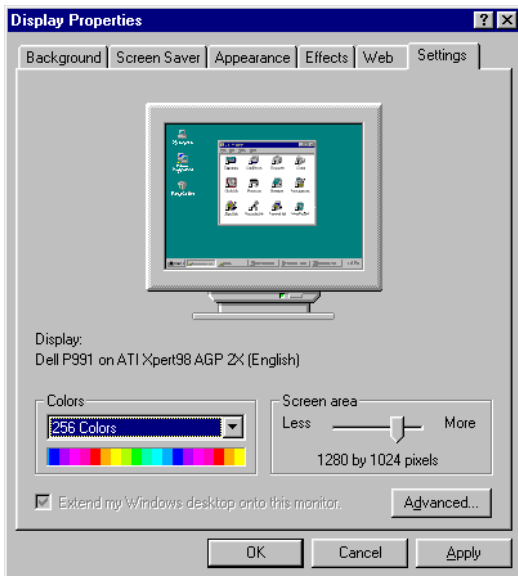 Display Properties
Background Screen Saver Appearance Effects Web Settings
Display:
Dell P991 on ATI Xpert98 AGP 2X (English)
Colors
256 Colors
Screen area
Less More
1280 by 1024 pixels
Extend my Windows desktop onto this monitor.
Advanced...
OK Cancel Apply